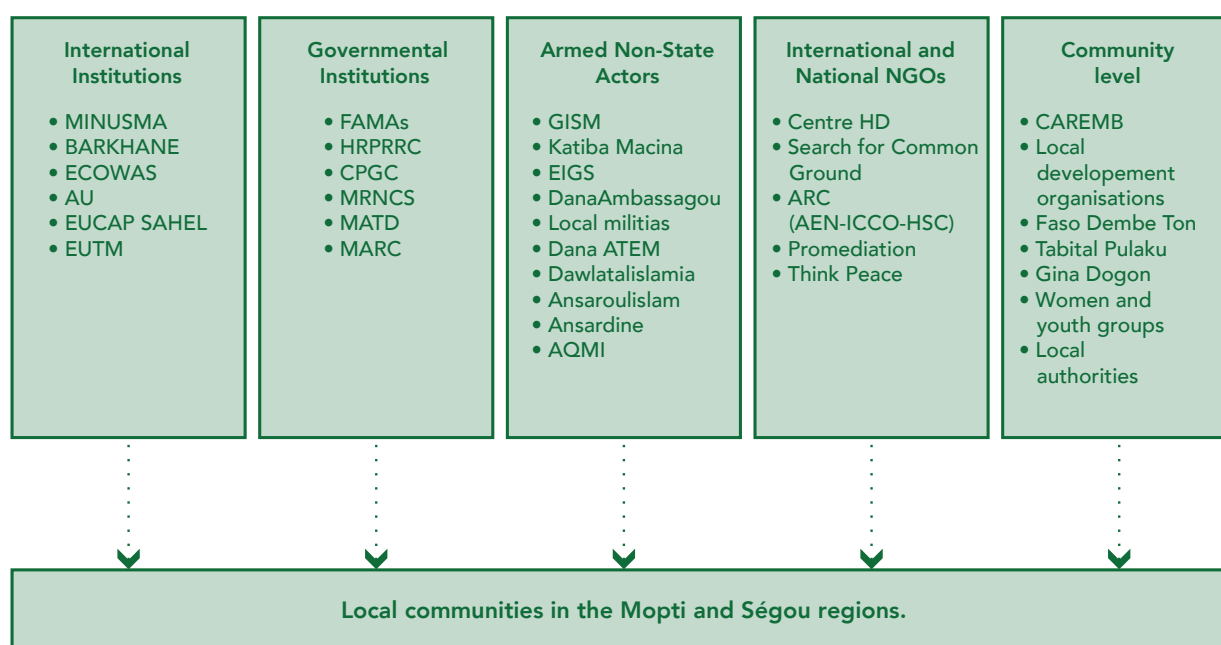 International
Institutions
• MINUSMA
• BARKHANE
• ECOWAS
• AU
• EUCAP SAHEL
• EUTM
Governmental
Institutions
• FAMAs
• HRPRRC
• CPGC
• MRNCS
• MATD
• MARC
Armed Non-State
Actors
• GISM
• Katiba Macina
• EIGS
• DanaAmbassagou
• Local militias
• Dana ATEM
• Dawlatalislamia
• Ansaroulislam
• Ansardine
• AQMI
International and
National NGOs
• Centre HD
• Search for Common
Ground
• ARC
(AEN-ICCO-HSC)
• Promediation
• Think Peace
Community
level
• CAREMB
• Local
developement
organisations
• Faso Dembe Ton
• Tabital Pulaku
• Gina Dogon
• Women and
youth groups
• Local
authorities
Local communities in the Mopti and Ségou regions.